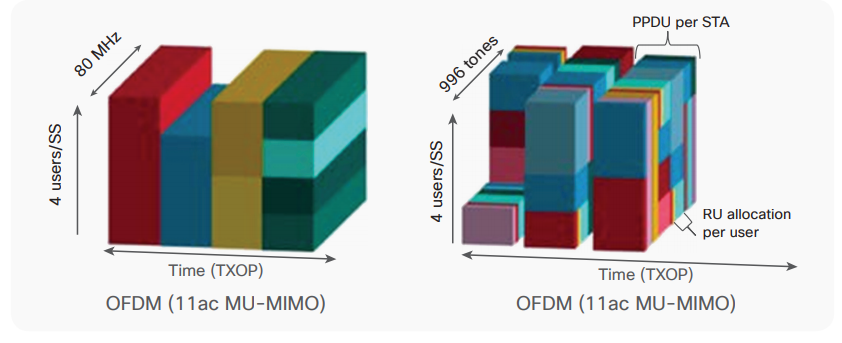 80 MHz
4 users/SS
Time (TXOP)
OFDM (11ac MU-MIMO)
PPDU per STA
996 tones
4 users/SS
RU allocation
per user
Time (TXOP)
OFDM (11ac MU-MIMO)